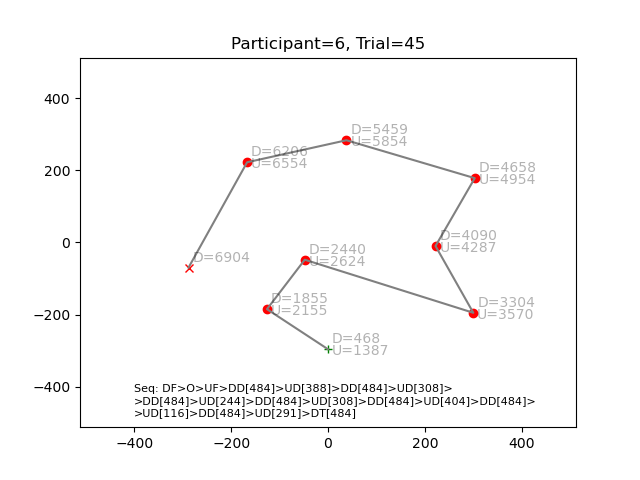 Participant=6, Trial=45
400
200
0
−200
−400
−400
−200
0
200
400
D=5459
U=5854
D=6206
U=6554
D=4658
U=4954
D=6904
D=4090
U=4287
D=2440
U=2624
D=1855
U=2155
D=3304
U=3570
D=468
U=1387
Seq: DF>O>UF>DD[484]>UD[388]>DD[484]>UD[308]>
>DD[484]>UD[244]>DD[484]>UD[308]>DD[484]>UD[404]>DD[484]>
>UD[116]>DD[484]>UD[291]>DT[484]